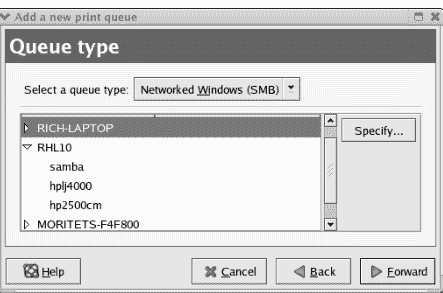 Add a new print queue
Queue type
Select a queue type: Networked Windows (SMB)
RICH-LAPTOP
Specify...
RHL10
samba
hplj4000
hp2500cm
MORITETS-F4F800
Help
Cancel
Back
Forward